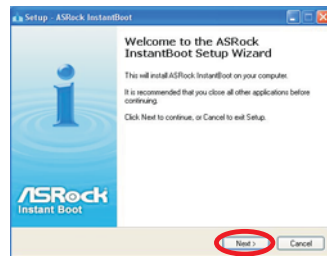 Setup - ASRock InstantBoot
Welcome to the ASRock
InstantBoot Setup Wizard
This will install ASRock InstantBoot on your computer.
It is recommended that you close all other applications before
continuing.
Click Next to continue, or Cancel to exit Setup.
ASRock
Instant Boot
Next >
Cancel